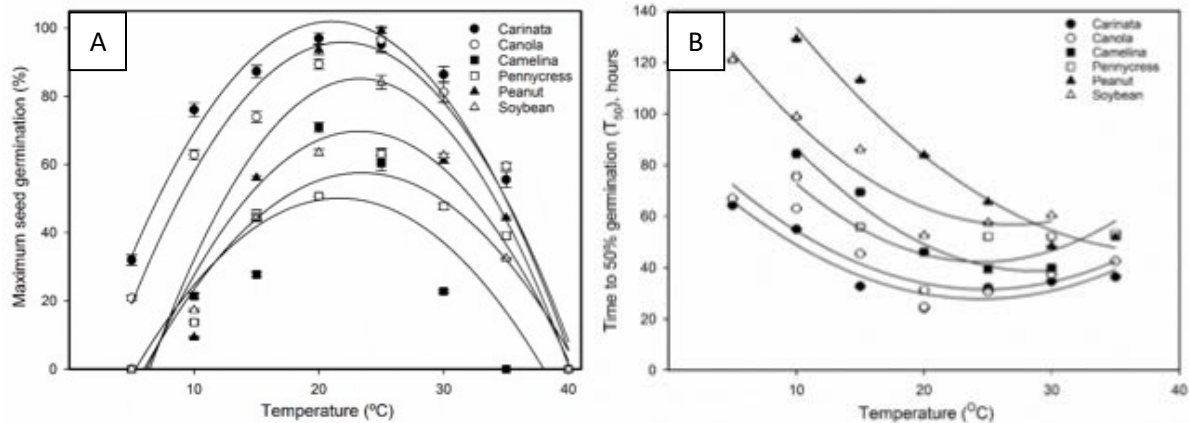 A
Carinata
Canola
Camelina
Pennycress
Peanut
Soybean
100
80
60
40
20
0
Maximum seed germination (%)
10
20
30
40
Temperature (ºC)
B
Carinata
Canola
Camelina
Pennycress
Peanut
Soybean
140
120
100
80
60
40
20
0
Time to 50% germination (T50), hours
10
20
30
40
Temperature (OC)